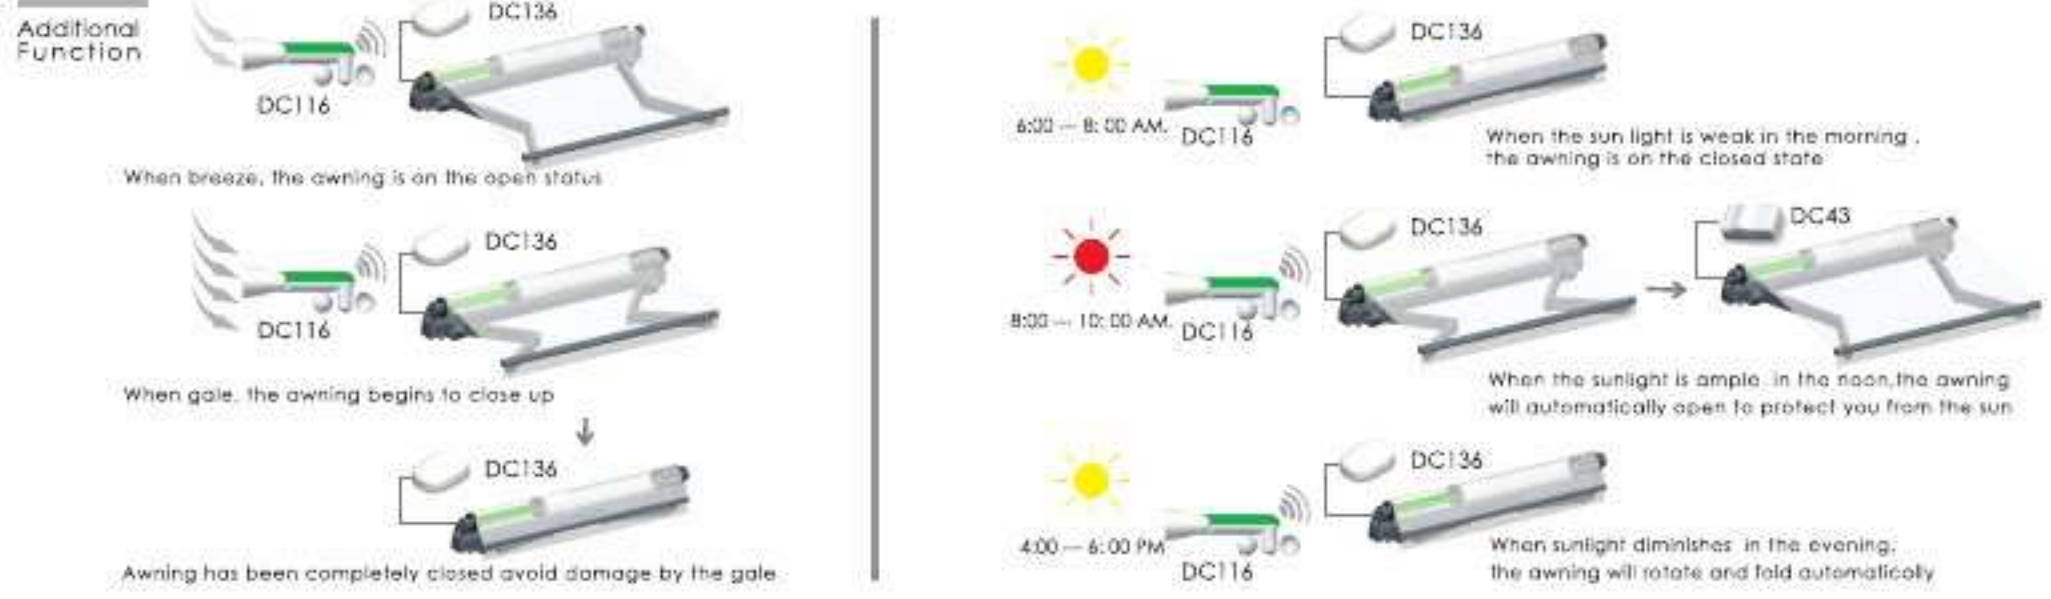 Additional
Function
DC136
DC116
When breeze, the awning is on the open status
DC136
DC116
When gale, the awning begins to close up
DC136
Awning has been completely closed avoid damage by the gale
DC136
6:00 — 8: 00 AM.
DC116
When the sun light is weak in the morning .
the awning is on the closed state
DC136
DC43
8:00 — 10: 00 AM.
DC116
When the sunlight is ample in the noon,the awning
will automatically open to protect you from the sun
DC136
4:00 — 6: 00 PM
DC116
When sunlight diminishes in the evening,
the awning will rotate and fold automatically